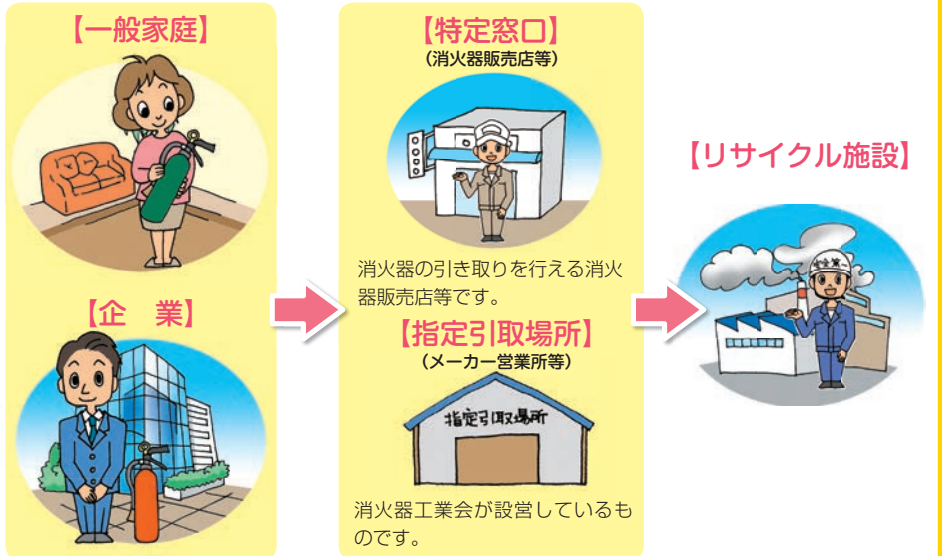 【一般家庭】
【企　業】
【特定窓口】
（消火器販売店等）
消火器の引き取りを行える消火
器販売店等です。
【指定引取場所】
（メーカー営業所等）
指定引取場所
消火器工業会が設営しているも
のです。
【リサイクル施設】
安全第一